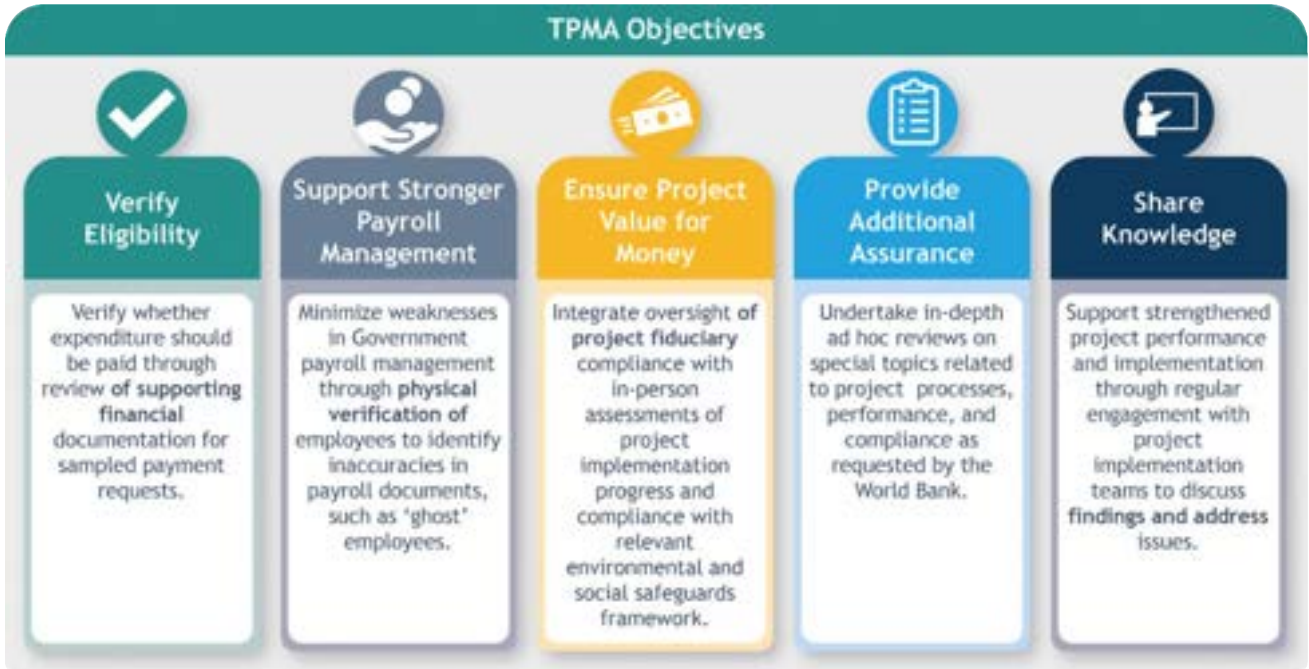 TPMA Objectives
Verify
Eligibility
Verify whether
expenditure should
be paid through
review of supporting
financial
documentation for
sampled payment
requests.
Support Stronger
Payroll
Management
Minimize weaknesses
in Government
payroll management
through physical
verification of
employees to identify
inaccuracies in
payroll documents,
such as ‘ghost’
employees.
Ensure Project
Value for
Money
Integrate oversight of
project fiduciary
compliance with
in-person
assessments of
project
implementation
progress and
compliance with
relevant
environmental and
social safeguards
framework.
Provide
Additional
Assurance
Undertake in-depth
ad hoc reviews on
special topics related
to project processes,
performance, and
compliance as
requested by the
World Bank.
Share
Knowledge
Support strengthened
project performance
and implementation
through regular
engagement with
project
implementation
teams to discuss
findings and address
issues.